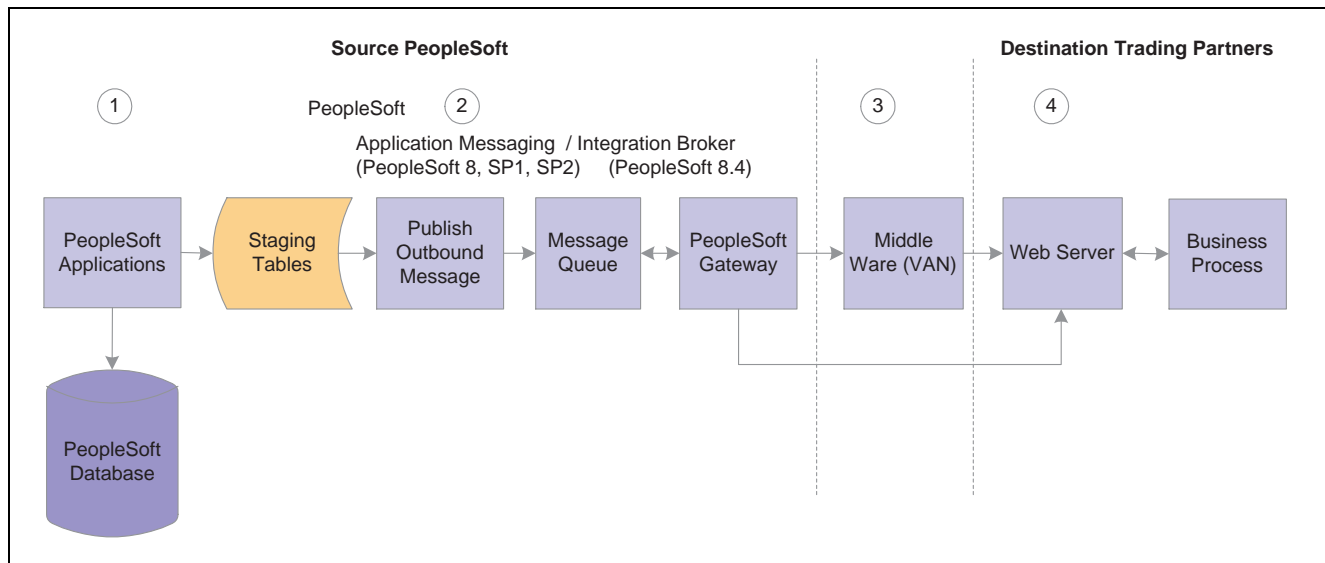 Source PeopleSoft
Destination Trading Partners
1
2
3
4
PeopleSoft
Application Messaging / Integration Broker
(PeopleSoft 8, SP1, SP2) (PeopleSoft 8.4)
PeopleSoft
Applications
Staging
Tables
Publish
Outbound
Message
Message
Queue
PeopleSoft
Gateway
Middle
Ware (VAN)
Web Server
Business
Process
PeopleSoft
Database